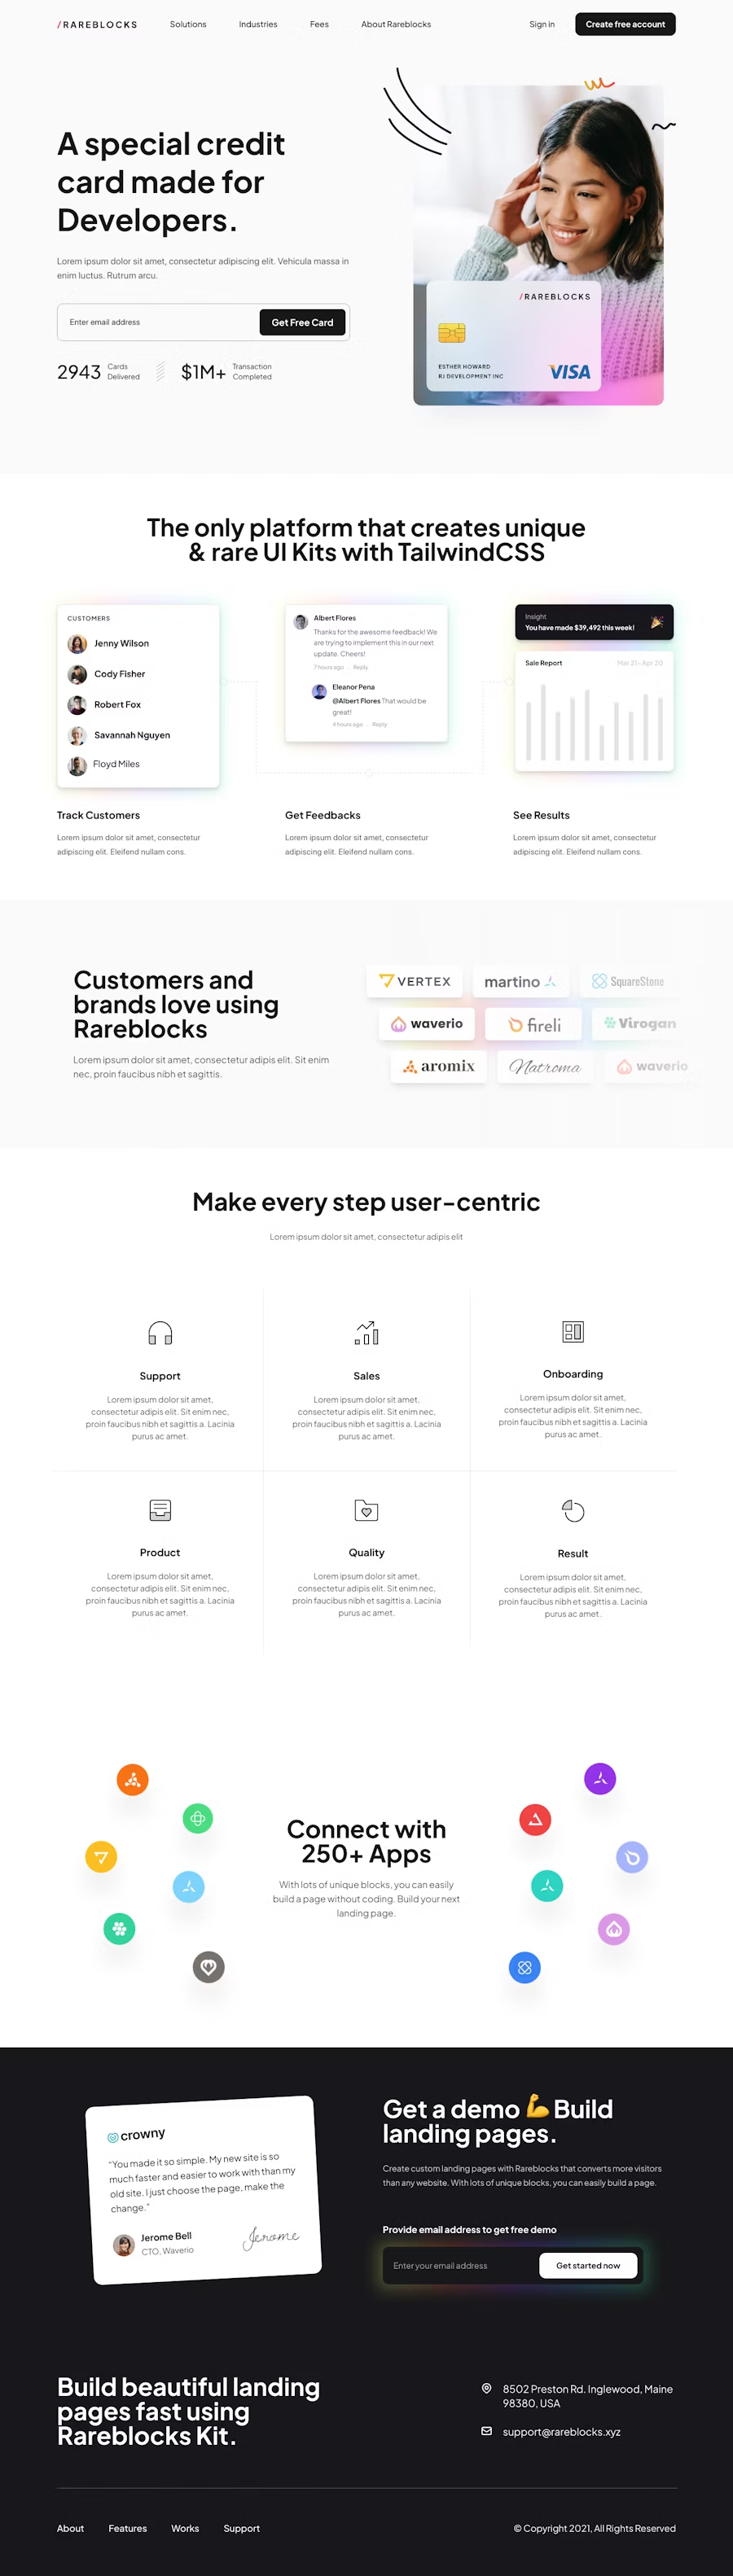 /RAREBLOCKS
Solutions
Industries
Fees
About Rareblocks
Sign in
Create free account
A special credit
card made for
Developers.
Lorem ipsum dolor sit amet, consectetur adipiscing elit. Vehicula massa in
enim luctus. Rutrum arcu.
Enter email address
Get Free Card
2943
Cards
Delivered
$1M+
Transaction
Completed
/RAREBLOCKS
ESTHER HOWARD
RJ DEVELOPMENT INC
VISA
The only platform that creates unique
& rare UI Kits with TailwindCSS
CUSTOMERS
Jenny Wilson
Cody Fisher
Robert Fox
Savannah Nguyen
Floyd Miles
Albert Flores
Thanks for the awesome feedback! We
are trying to implement this in our next
update. Cheers!
7 hours ago . Reply
Eleanor Pena
@Albert Flores That would be
great!
4 hours ago . Reply
Insight
You have made $39,492 this week!
Sale Report
Mar 21-Apr 20
Track Customers
Lorem ipsum dolor sit amet, consectetur
adipiscing elit. Eleifend nullam cons.
Get Feedbacks
Lorem ipsum dolor sit amet, consectetur
adipiscing elit. Eleifend nullam cons.
See Results
Lorem ipsum dolor sit amet, consectetur
adipiscing elit. Eleifend nullam cons.
Customers and
brands love using
Rareblocks
Lorem ipsum dolor sit amet, consectetur adipis elit. Sit enim
nec, proin faucibus nibh et sagittis.
VERTEX
martino
SquareStone
waverio
fireli
Virogan
aromix
Natroma
waverio
Make every step user-centric
Lorem ipsum dolor sit amet, consectetur adipis elit
Support
Lorem ipsum dolor sit amet,
consectetur adipis elit. Sit enim nec,
proin faucibus nibh et sagittis a. Lacinia
purus ac amet.
Sales
Lorem ipsum dolor sit amet,
consectetur adipis elit. Sit enim nec,
proin faucibus nibh et sagittis a. Lacinia
purus ac amet.
Onboarding
Lorem ipsum dolor sit amet,
consectetur adipis elit. Sit enim nec,
proin faucibus nibh et sagittis a. Lacinia
purus ac amet.
Product
Lorem ipsum dolor sit amet,
consectetur adipis elit. Sit enim nec,
proin faucibus nibh et sagittis a. Lacinia
purus ac amet.
Quality
Lorem ipsum dolor sit amet,
consectetur adipis elit. Sit enim nec,
proin faucibus nibh et sagittis a. Lacinia
purus ac amet.
Result
Lorem ipsum dolor sit amet,
consectetur adipis elit. Sit enim nec,
proin faucibus nibh et sagittis a. Lacinia
purus ac amet.
Connect with
250+ Apps
With lots of unique blocks, you can easily
build a page without coding. Build your next
landing page.
crowny
"You made it so simple. My new site is so
much faster and easier to work with than my
old site. I just choose the page, make the
change."
Jerome Bell
CTO, Waverio
Jerome
Get a demo 💪 Build
landing pages.
Create custom landing pages with Rareblocks that converts more visitors
than any website. With lots of unique blocks, you can easily build a page.
Provide email address to get free demo
Enter your email address
Get started now
Build beautiful landing
pages fast using
Rareblocks Kit.
8502 Preston Rd. Inglewood, Maine
98380, USA
support@rareblocks.xyz
About
Features
Works
Support
© Copyright 2021, All Rights Reserved